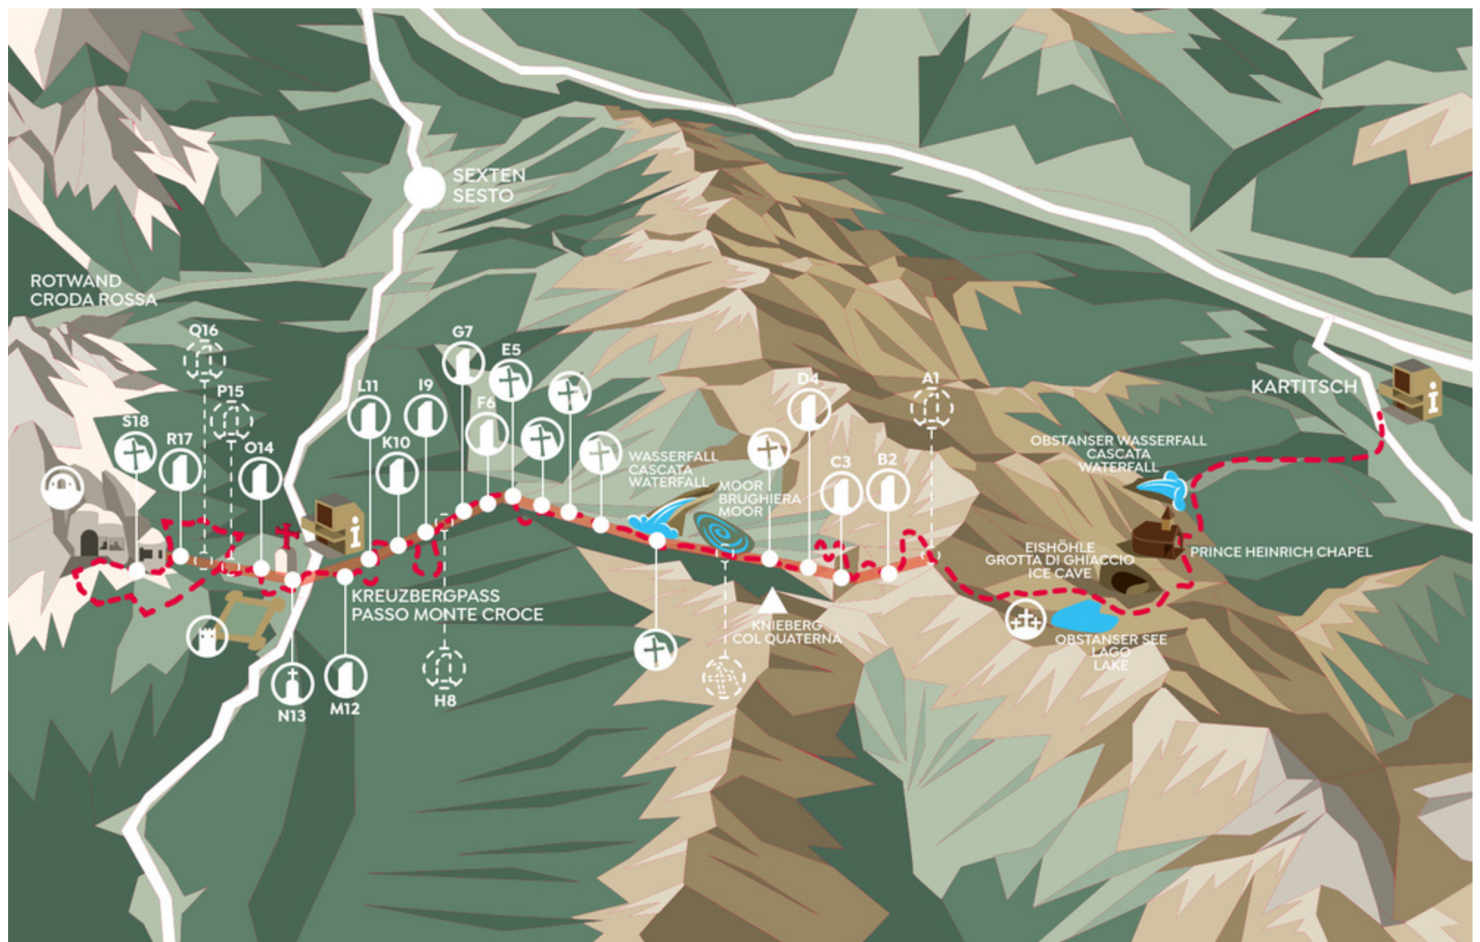 SEXTEN
SESTO
ROTWAND
CRODA ROSSA
Q16
P15
S18
R17
O14
L11
K10
I9
G7
F6
E5
D4
C3
B2
A1
WASSERFALL
CASCATA
WATERFALL
MOOR
BRUGHIERA
MOOR
KARTITSCH
i
OBSTANSER WASSERFALL
CASCATA
WATERFALL
i
EISHÖHLE
GROTTA DI GHIACCIO
ICE CAVE
PRINCE HEINRICH CHAPEL
KREUZBERGPASS
PASSO MONTE CROCE
KNIEBERG
COL QUATERNA
OBSTANSER SEE
LAGO
LAKE
N13
M12
H8